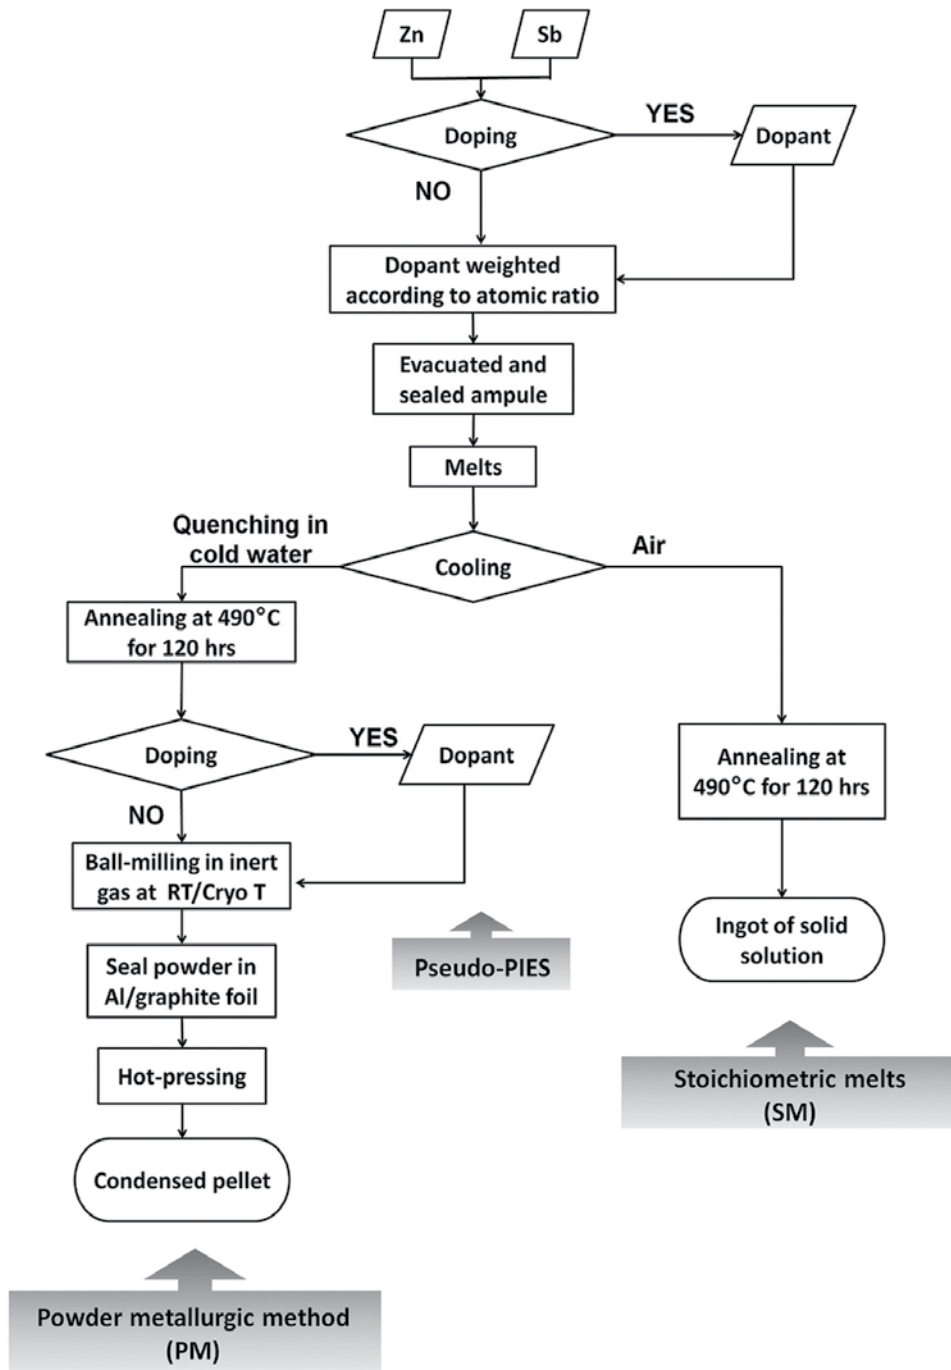 Zn
Sb
Doping
YES
Dopant
NO
Dopant weighted
according to atomic ratio
Evacuated and
sealed ampule
Melts
Quenching in
cold water
Cooling
Air
Annealing at 490°C
for 120 hrs
Doping
YES
Dopant
NO
Annealing at
490°C for 120 hrs
Ball-milling in inert
gas at RT/Cryo T
Ingot of solid
solution
Pseudo-PIES
Seal powder in
Al/graphite foil
Hot-pressing
Stoichiometric melts
(SM)
Condensed pellet
Powder metallurgic method
(PM)